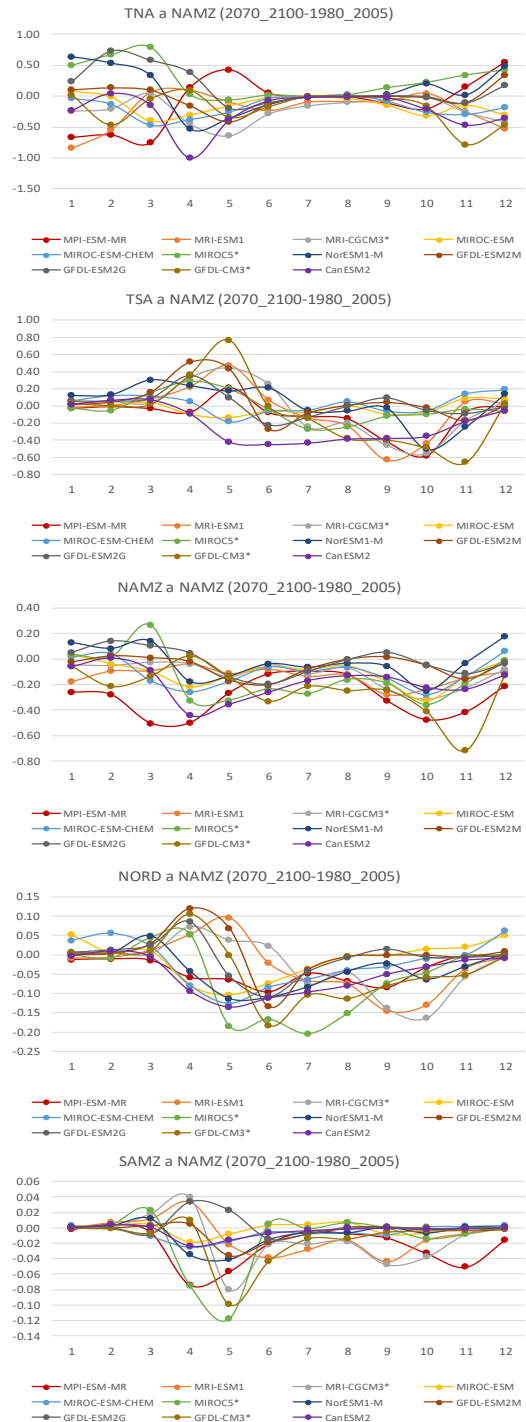 TNA a NAMZ (2070_2100-1980_2005)
1.00
0.50
0.00
-0.50
-1.00
-1.50
1 2 3 4 5 6 7 8 9 10 11 12
MPI-ESM-MR MRI-ESM1 MRI-CGCM3* MIROC-ESM
MIROC-ESM-CHEM MIROC5* NorESM1-M GFDL-ESM2M
GFDL-ESM2G GFDL-CM3* CanESM2
TSA a NAMZ (2070_2100-1980_2005)
1.00
0.80
0.60
0.40
0.20
0.00
-0.20
-0.40
-0.60
-0.80
1 2 3 4 5 6 7 8 9 10 11 12
MPI-ESM-MR MRI-ESM1 MRI-CGCM3* MIROC-ESM
MIROC-ESM-CHEM MIROC5* NorESM1-M GFDL-ESM2M
GFDL-ESM2G GFDL-CM3* CanESM2
NAMZ a NAMZ (2070_2100-1980_2005)
0.40
0.20
0.00
-0.20
-0.40
-0.60
-0.80
1 2 3 4 5 6 7 8 9 10 11 12
MPI-ESM-MR MRI-ESM1 MRI-CGCM3* MIROC-ESM
MIROC-ESM-CHEM MIROC5* NorESM1-M GFDL-ESM2M
GFDL-ESM2G GFDL-CM3* CanESM2
NORD a NAMZ (2070_2100-1980_2005)
0.15
0.10
0.05
0.00
-0.05
-0.10
-0.15
-0.20
-0.25
1 2 3 4 5 6 7 8 9 10 11 12
MPI-ESM-MR MRI-ESM1 MRI-CGCM3* MIROC-ESM
MIROC-ESM-CHEM MIROC5* NorESM1-M GFDL-ESM2M
GFDL-ESM2G GFDL-CM3* CanESM2
SAMZ a NAMZ (2070_2100-1980_2005)
0.06
0.04
0.02
0.00
-0.02
-0.04
-0.06
-0.08
-0.10
-0.12
-0.14
1 2 3 4 5 6 7 8 9 10 11 12
MPI-ESM-MR MRI-ESM1 MRI-CGCM3* MIROC-ESM
MIROC-ESM-CHEM MIROC5* NorESM1-M GFDL-ESM2M
GFDL-ESM2G GFDL-CM3* CanESM2